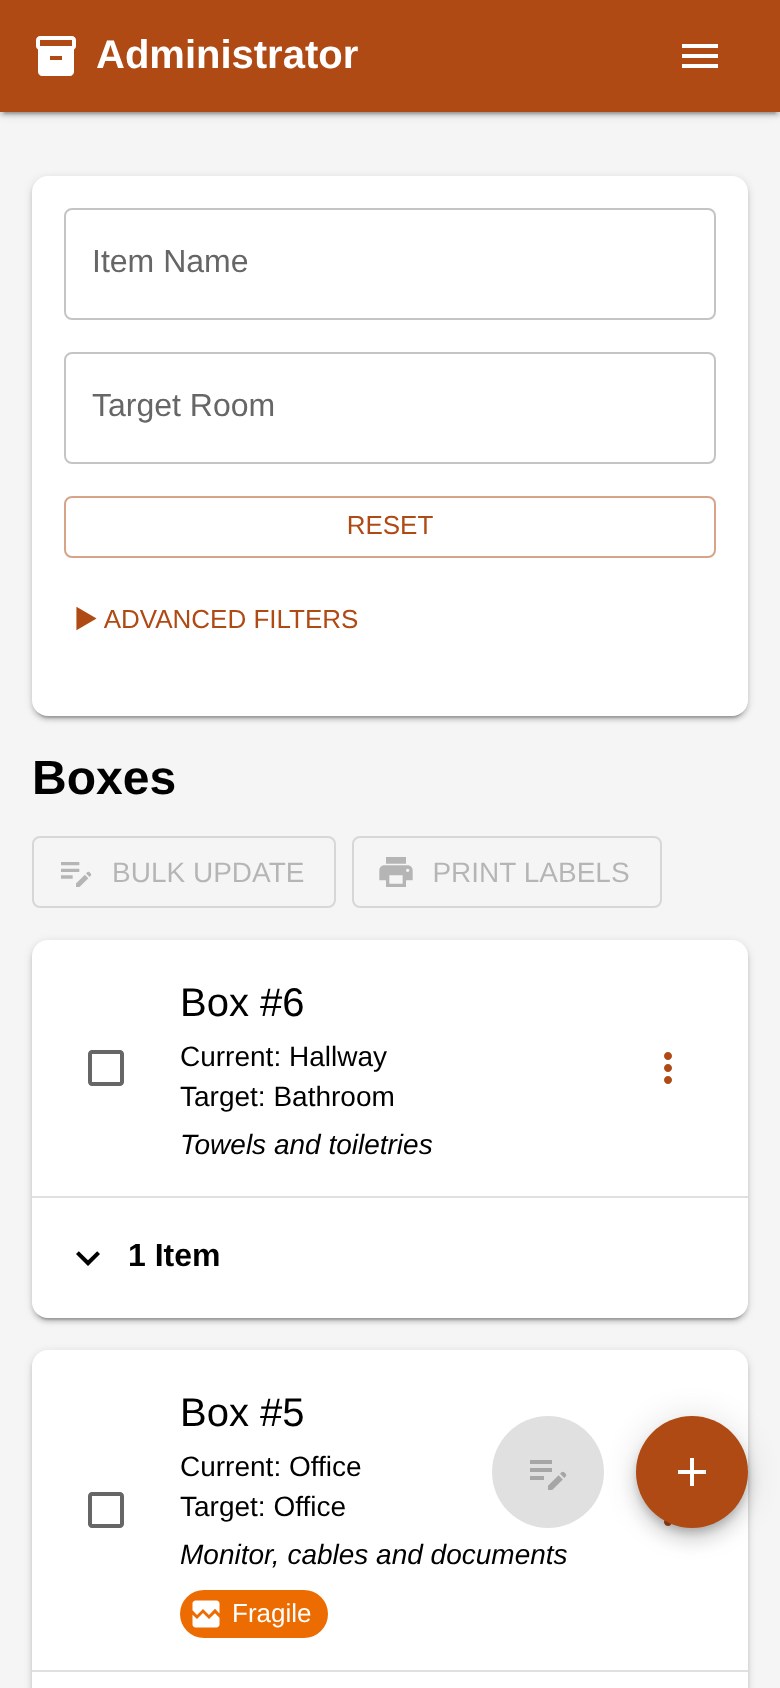 Administrator
Item Name
Target Room
RESET
ADVANCED FILTERS
Boxes
BULK UPDATE
PRINT LABELS
Box #6
Current: Hallway
Target: Bathroom
Towels and toiletries
1 Item
Box #5
Current: Office
Target: Office
Monitor, cables and documents
Fragile